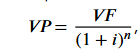 VP = VF / (1 + i)^n,